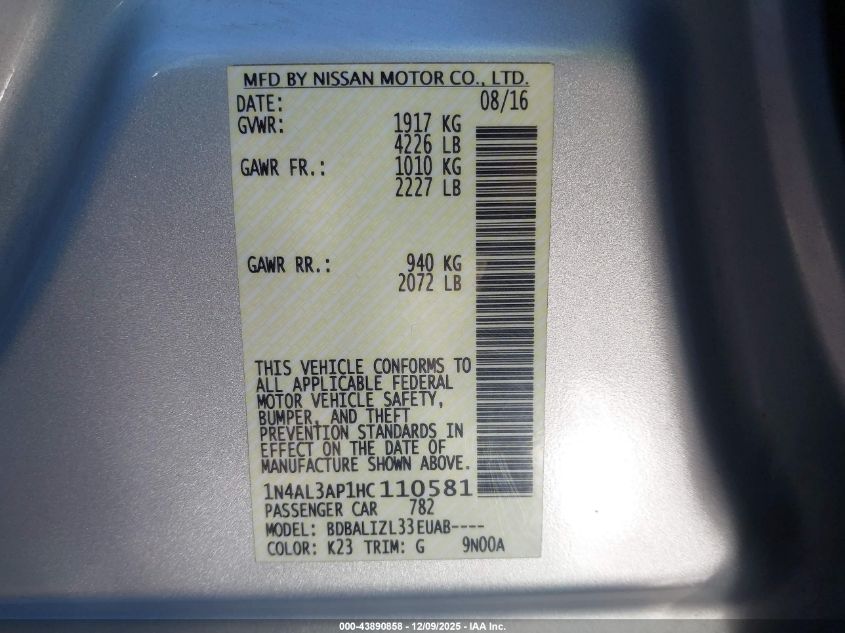 MFD BY NISSAN MOTOR CO., LTD.
DATE: 08/16
GVWR: 1917 KG
4226 LB
GAWR FR.: 1010 KG
2227 LB
GAWR RR.: 940 KG
2072 LB
THIS VEHICLE CONFORMS TO
ALL APPLICABLE FEDERAL
MOTOR VEHICLE SAFETY,
BUMPER, AND THEFT
PREVENTION STANDARDS IN
EFFECT ON THE DATE OF
MANUFACTURE SHOWN ABOVE.
1N4AL3AP1HC110581
PASSENGER CAR 782
MODEL: BDBALIZL33EUAB----
COLOR: K23 TRIM: G 9N00A
000-43890858 - 12/09/2025 - IAA Inc.